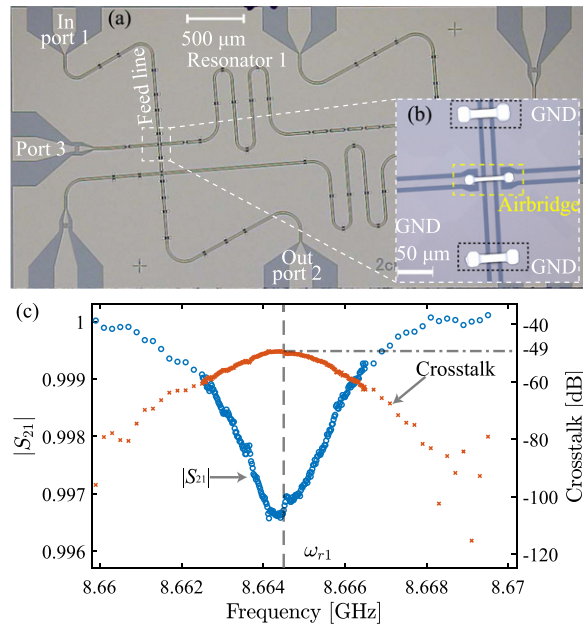 (a)
In
port 1
500 μm
Resonator 1
Feed line
Port 3
Out
port 2
2cm
(b)
GND
Airbridge
GND
50 μm
GND
(c)
1
0.999
0.998
0.997
0.996
|S21|
-40
-49
-60
-80
-100
-120
Crosstalk [dB]
Crosstalk
|S21|
ωr1
8.66
8.662
8.664
8.666
8.668
8.67
Frequency [GHz]